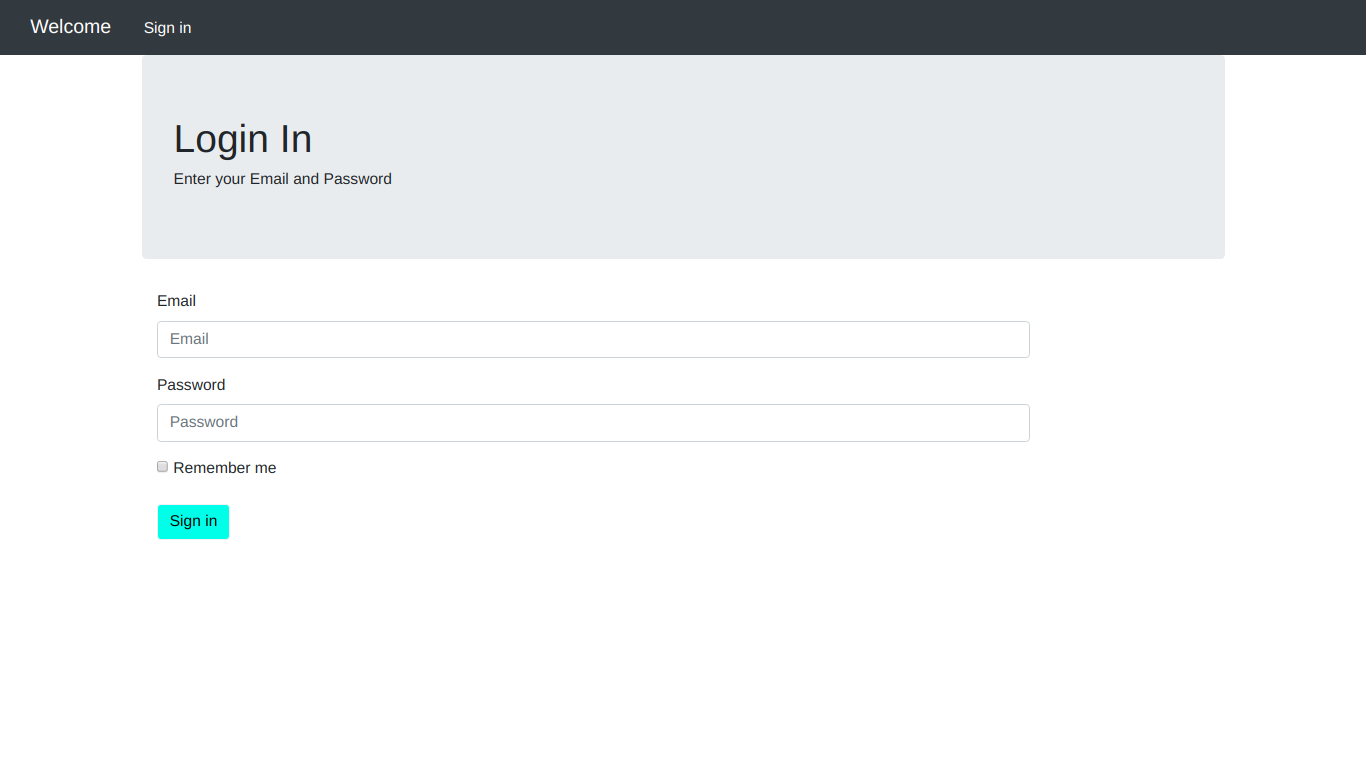 Welcome Sign in
Login In
Enter your Email and Password
Email
Email
Password
Password
Remember me
Sign in